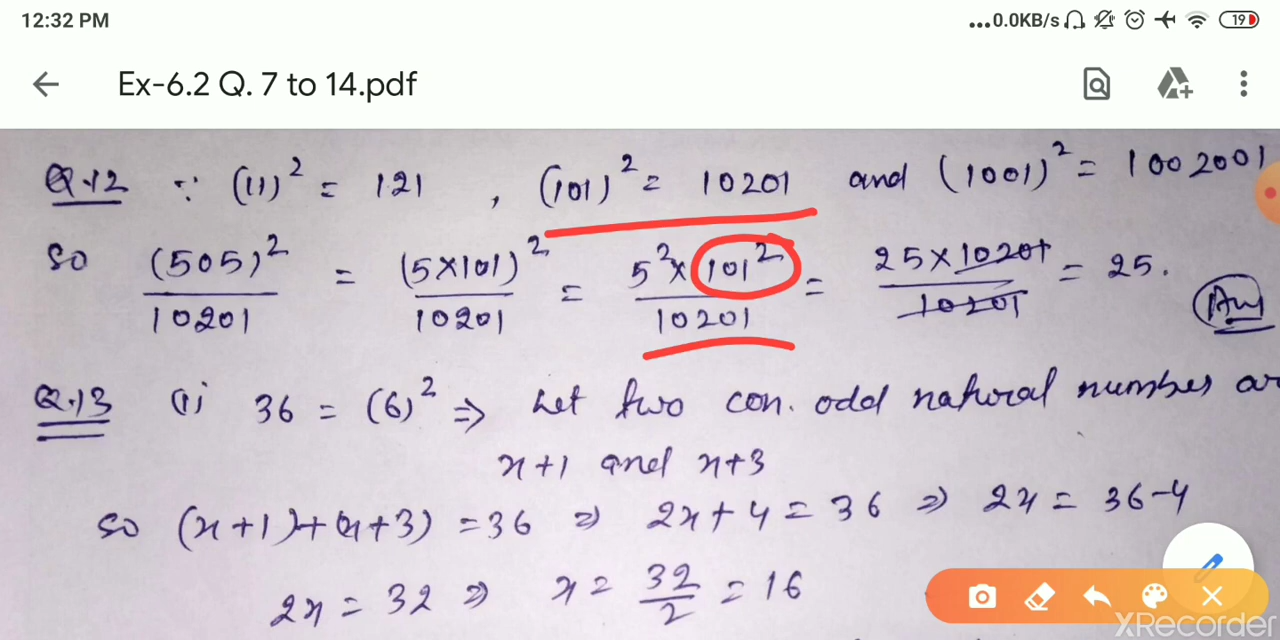 12:32 PM ...0.0KB/s 19
Ex-6.2 Q. 7 to 14.pdf
Q.12 ∵ (11)² = 121 , (101)² = 10201 and (1001)² = 1002001
So (505)²/10201 = (5×101)²/10201 = 5²×101²/10201 = 25×10201/10201 = 25. Ans
Q.13 (i) 36 = (6)² ⇒ Let two con. odd natural number ar
x+1 and x+3
so (x+1)+(x+3) = 36 ⇒ 2x+4 = 36 ⇒ 2x = 36-4
2x = 32 ⇒ x = 32/2 = 16
XRecorder